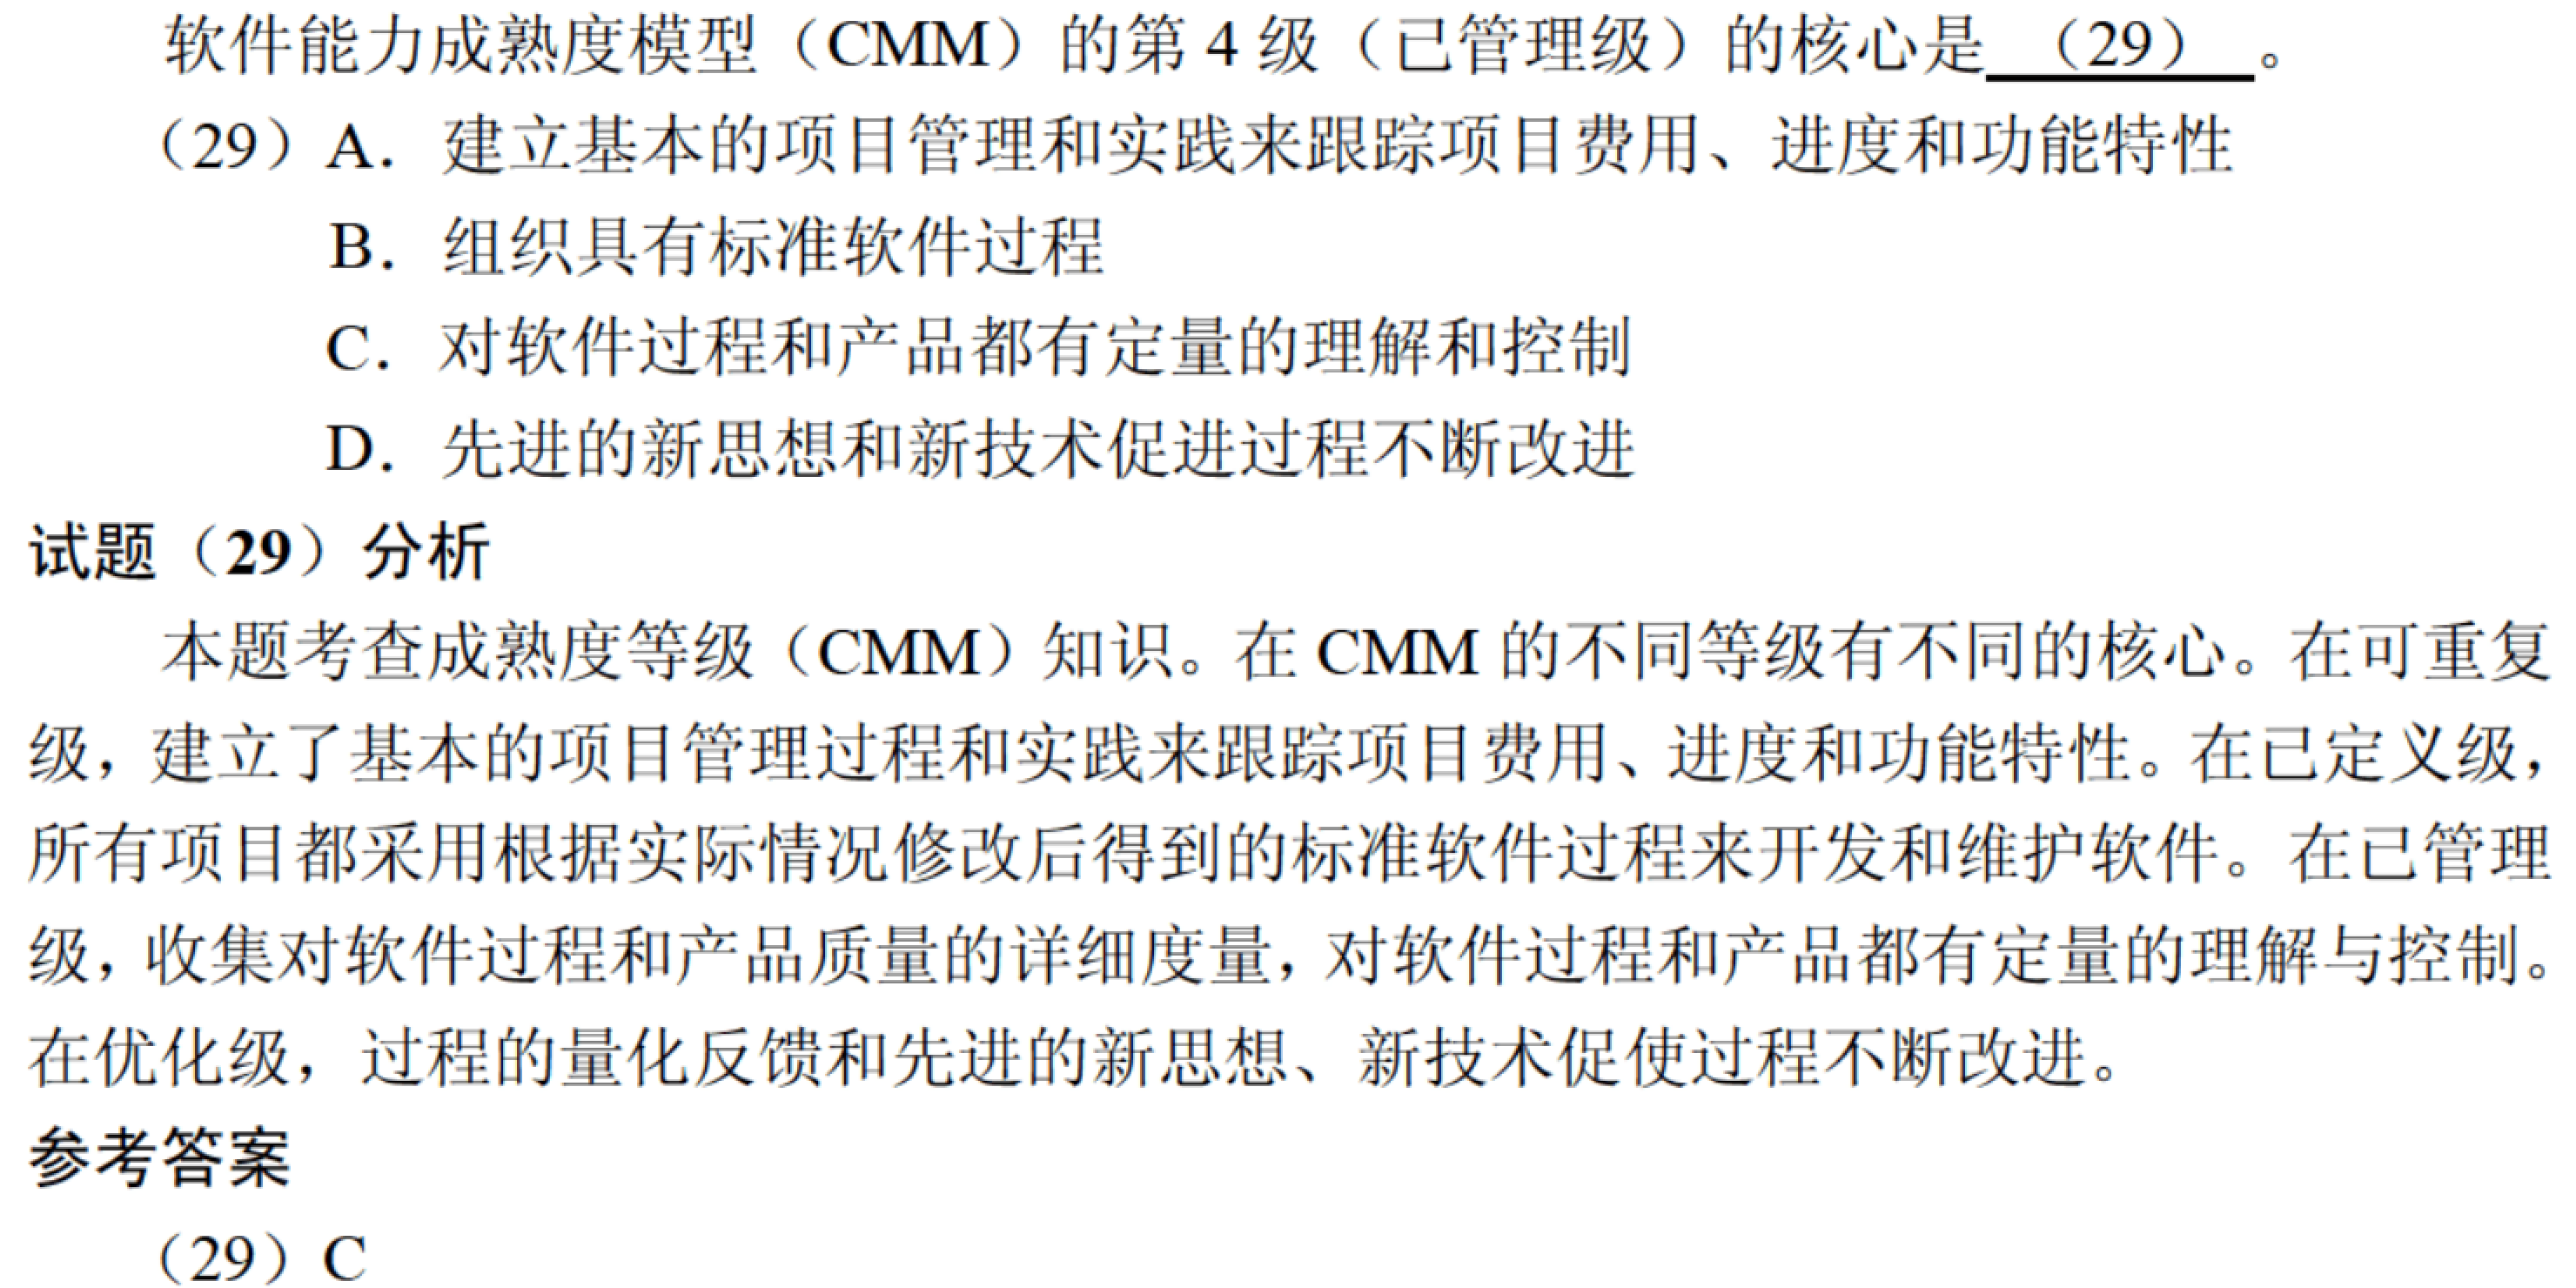 软件能力成熟度模型（CMM）的第 4 级（已管理级）的核心是 （29） 。
（29）A. 建立基本的项目管理和实践来跟踪项目费用、进度和功能特性
B. 组织具有标准软件过程
C. 对软件过程和产品都有定量的理解和控制
D. 先进的新思想和新技术促进过程不断改进
试题（29）分析
本题考查成熟度等级（CMM）知识。在 CMM 的不同等级有不同的核心。在可重复
级，建立了基本的项目管理过程和实践来跟踪项目费用、进度和功能特性。在已定义级，
所有项目都采用根据实际情况修改后得到的标准软件过程来开发和维护软件。在已管理
级，收集对软件过程和产品质量的详细度量，对软件过程和产品都有定量的理解与控制。
在优化级，过程的量化反馈和先进的新思想、新技术促使过程不断改进。
参考答案
（29）C